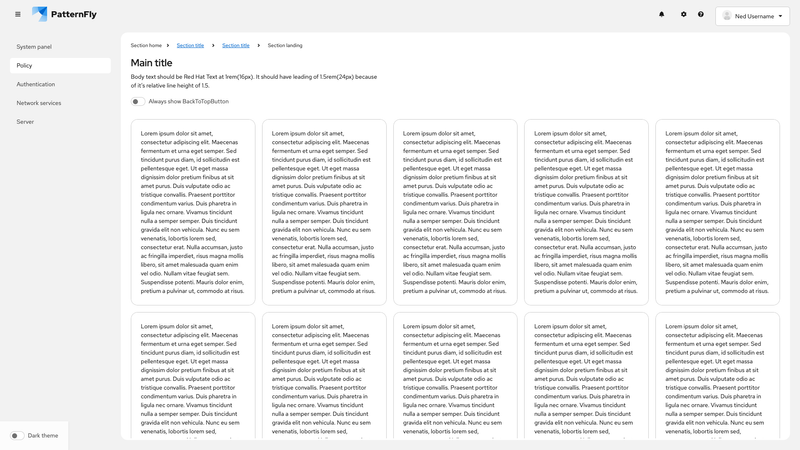 PatternFly
Ned Username
System panel
Policy
Authentication
Network services
Server
Dark theme
Section home
Section title
Section title
Section landing
Main title
Body text should be Red Hat Text at 1rem(16px). It should have leading of 1.5rem(24px) because
of it's relative line height of 1.5.
Always show BackToTopButton
Lorem ipsum dolor sit amet,
consectetur adipiscing elit. Maecenas
fermentum et urna eget semper. Sed
tincidunt purus diam, id sollicitudin est
pellentesque eget. Ut eget massa
dignissim dolor pretium finibus at sit
amet purus. Duis vulputate odio ac
tristique convallis. Praesent porttitor
condimentum varius. Duis pharetra in
ligula nec ornare. Vivamus tincidunt
nulla a semper semper. Duis tincidunt
gravida elit non vehicula. Nunc eu sem
venenatis, lobortis lorem sed,
consectetur erat. Nulla accumsan, justo
ac fringilla imperdiet, risus magna mollis
libero, sit amet malesuada quam enim
vel odio. Nullam vitae feugiat sem.
Suspendisse potenti. Mauris dolor enim,
pretium a pulvinar ut, commodo at risus.
Lorem ipsum dolor sit amet,
consectetur adipiscing elit. Maecenas
fermentum et urna eget semper. Sed
tincidunt purus diam, id sollicitudin est
pellentesque eget. Ut eget massa
dignissim dolor pretium finibus at sit
amet purus. Duis vulputate odio ac
tristique convallis. Praesent porttitor
condimentum varius. Duis pharetra in
ligula nec ornare. Vivamus tincidunt
nulla a semper semper. Duis tincidunt
gravida elit non vehicula. Nunc eu sem
venenatis, lobortis lorem sed,
consectetur erat. Nulla accumsan, justo
ac fringilla imperdiet, risus magna mollis
libero, sit amet malesuada quam enim
vel odio. Nullam vitae feugiat sem.
Suspendisse potenti. Mauris dolor enim,
pretium a pulvinar ut, commodo at risus.
Lorem ipsum dolor sit amet,
consectetur adipiscing elit. Maecenas
fermentum et urna eget semper. Sed
tincidunt purus diam, id sollicitudin est
pellentesque eget. Ut eget massa
dignissim dolor pretium finibus at sit
amet purus. Duis vulputate odio ac
tristique convallis. Praesent porttitor
condimentum varius. Duis pharetra in
ligula nec ornare. Vivamus tincidunt
nulla a semper semper. Duis tincidunt
gravida elit non vehicula. Nunc eu sem
venenatis, lobortis lorem sed,
consectetur erat. Nulla accumsan, justo
ac fringilla imperdiet, risus magna mollis
libero, sit amet malesuada quam enim
vel odio. Nullam vitae feugiat sem.
Suspendisse potenti. Mauris dolor enim,
pretium a pulvinar ut, commodo at risus.
Lorem ipsum dolor sit amet,
consectetur adipiscing elit. Maecenas
fermentum et urna eget semper. Sed
tincidunt purus diam, id sollicitudin est
pellentesque eget. Ut eget massa
dignissim dolor pretium finibus at sit
amet purus. Duis vulputate odio ac
tristique convallis. Praesent porttitor
condimentum varius. Duis pharetra in
ligula nec ornare. Vivamus tincidunt
nulla a semper semper. Duis tincidunt
gravida elit non vehicula. Nunc eu sem
venenatis, lobortis lorem sed,
consectetur erat. Nulla accumsan, justo
ac fringilla imperdiet, risus magna mollis
libero, sit amet malesuada quam enim
vel odio. Nullam vitae feugiat sem.
Suspendisse potenti. Mauris dolor enim,
pretium a pulvinar ut, commodo at risus.
Lorem ipsum dolor sit amet,
consectetur adipiscing elit. Maecenas
fermentum et urna eget semper. Sed
tincidunt purus diam, id sollicitudin est
pellentesque eget. Ut eget massa
dignissim dolor pretium finibus at sit
amet purus. Duis vulputate odio ac
tristique convallis. Praesent porttitor
condimentum varius. Duis pharetra in
ligula nec ornare. Vivamus tincidunt
nulla a semper semper. Duis tincidunt
gravida elit non vehicula. Nunc eu sem
venenatis, lobortis lorem sed,
consectetur erat. Nulla accumsan, justo
ac fringilla imperdiet, risus magna mollis
libero, sit amet malesuada quam enim
vel odio. Nullam vitae feugiat sem.
Suspendisse potenti. Mauris dolor enim,
pretium a pulvinar ut, commodo at risus.
Lorem ipsum dolor sit amet,
consectetur adipiscing elit. Maecenas
fermentum et urna eget semper. Sed
tincidunt purus diam, id sollicitudin est
pellentesque eget. Ut eget massa
dignissim dolor pretium finibus at sit
amet purus. Duis vulputate odio ac
tristique convallis. Praesent porttitor
condimentum varius. Duis pharetra in
ligula nec ornare. Vivamus tincidunt
nulla a semper semper. Duis tincidunt
gravida elit non vehicula. Nunc eu sem
venenatis, lobortis lorem sed,
Lorem ipsum dolor sit amet,
consectetur adipiscing elit. Maecenas
fermentum et urna eget semper. Sed
tincidunt purus diam, id sollicitudin est
pellentesque eget. Ut eget massa
dignissim dolor pretium finibus at sit
amet purus. Duis vulputate odio ac
tristique convallis. Praesent porttitor
condimentum varius. Duis pharetra in
ligula nec ornare. Vivamus tincidunt
nulla a semper semper. Duis tincidunt
gravida elit non vehicula. Nunc eu sem
venenatis, lobortis lorem sed,
Lorem ipsum dolor sit amet,
consectetur adipiscing elit. Maecenas
fermentum et urna eget semper. Sed
tincidunt purus diam, id sollicitudin est
pellentesque eget. Ut eget massa
dignissim dolor pretium finibus at sit
amet purus. Duis vulputate odio ac
tristique convallis. Praesent porttitor
condimentum varius. Duis pharetra in
ligula nec ornare. Vivamus tincidunt
nulla a semper semper. Duis tincidunt
gravida elit non vehicula. Nunc eu sem
venenatis, lobortis lorem sed,
Lorem ipsum dolor sit amet,
consectetur adipiscing elit. Maecenas
fermentum et urna eget semper. Sed
tincidunt purus diam, id sollicitudin est
pellentesque eget. Ut eget massa
dignissim dolor pretium finibus at sit
amet purus. Duis vulputate odio ac
tristique convallis. Praesent porttitor
condimentum varius. Duis pharetra in
ligula nec ornare. Vivamus tincidunt
nulla a semper semper. Duis tincidunt
gravida elit non vehicula. Nunc eu sem
venenatis, lobortis lorem sed,
Lorem ipsum dolor sit amet,
consectetur adipiscing elit. Maecenas
fermentum et urna eget semper. Sed
tincidunt purus diam, id sollicitudin est
pellentesque eget. Ut eget massa
dignissim dolor pretium finibus at sit
amet purus. Duis vulputate odio ac
tristique convallis. Praesent porttitor
condimentum varius. Duis pharetra in
ligula nec ornare. Vivamus tincidunt
nulla a semper semper. Duis tincidunt
gravida elit non vehicula. Nunc eu sem
venenatis, lobortis lorem sed,